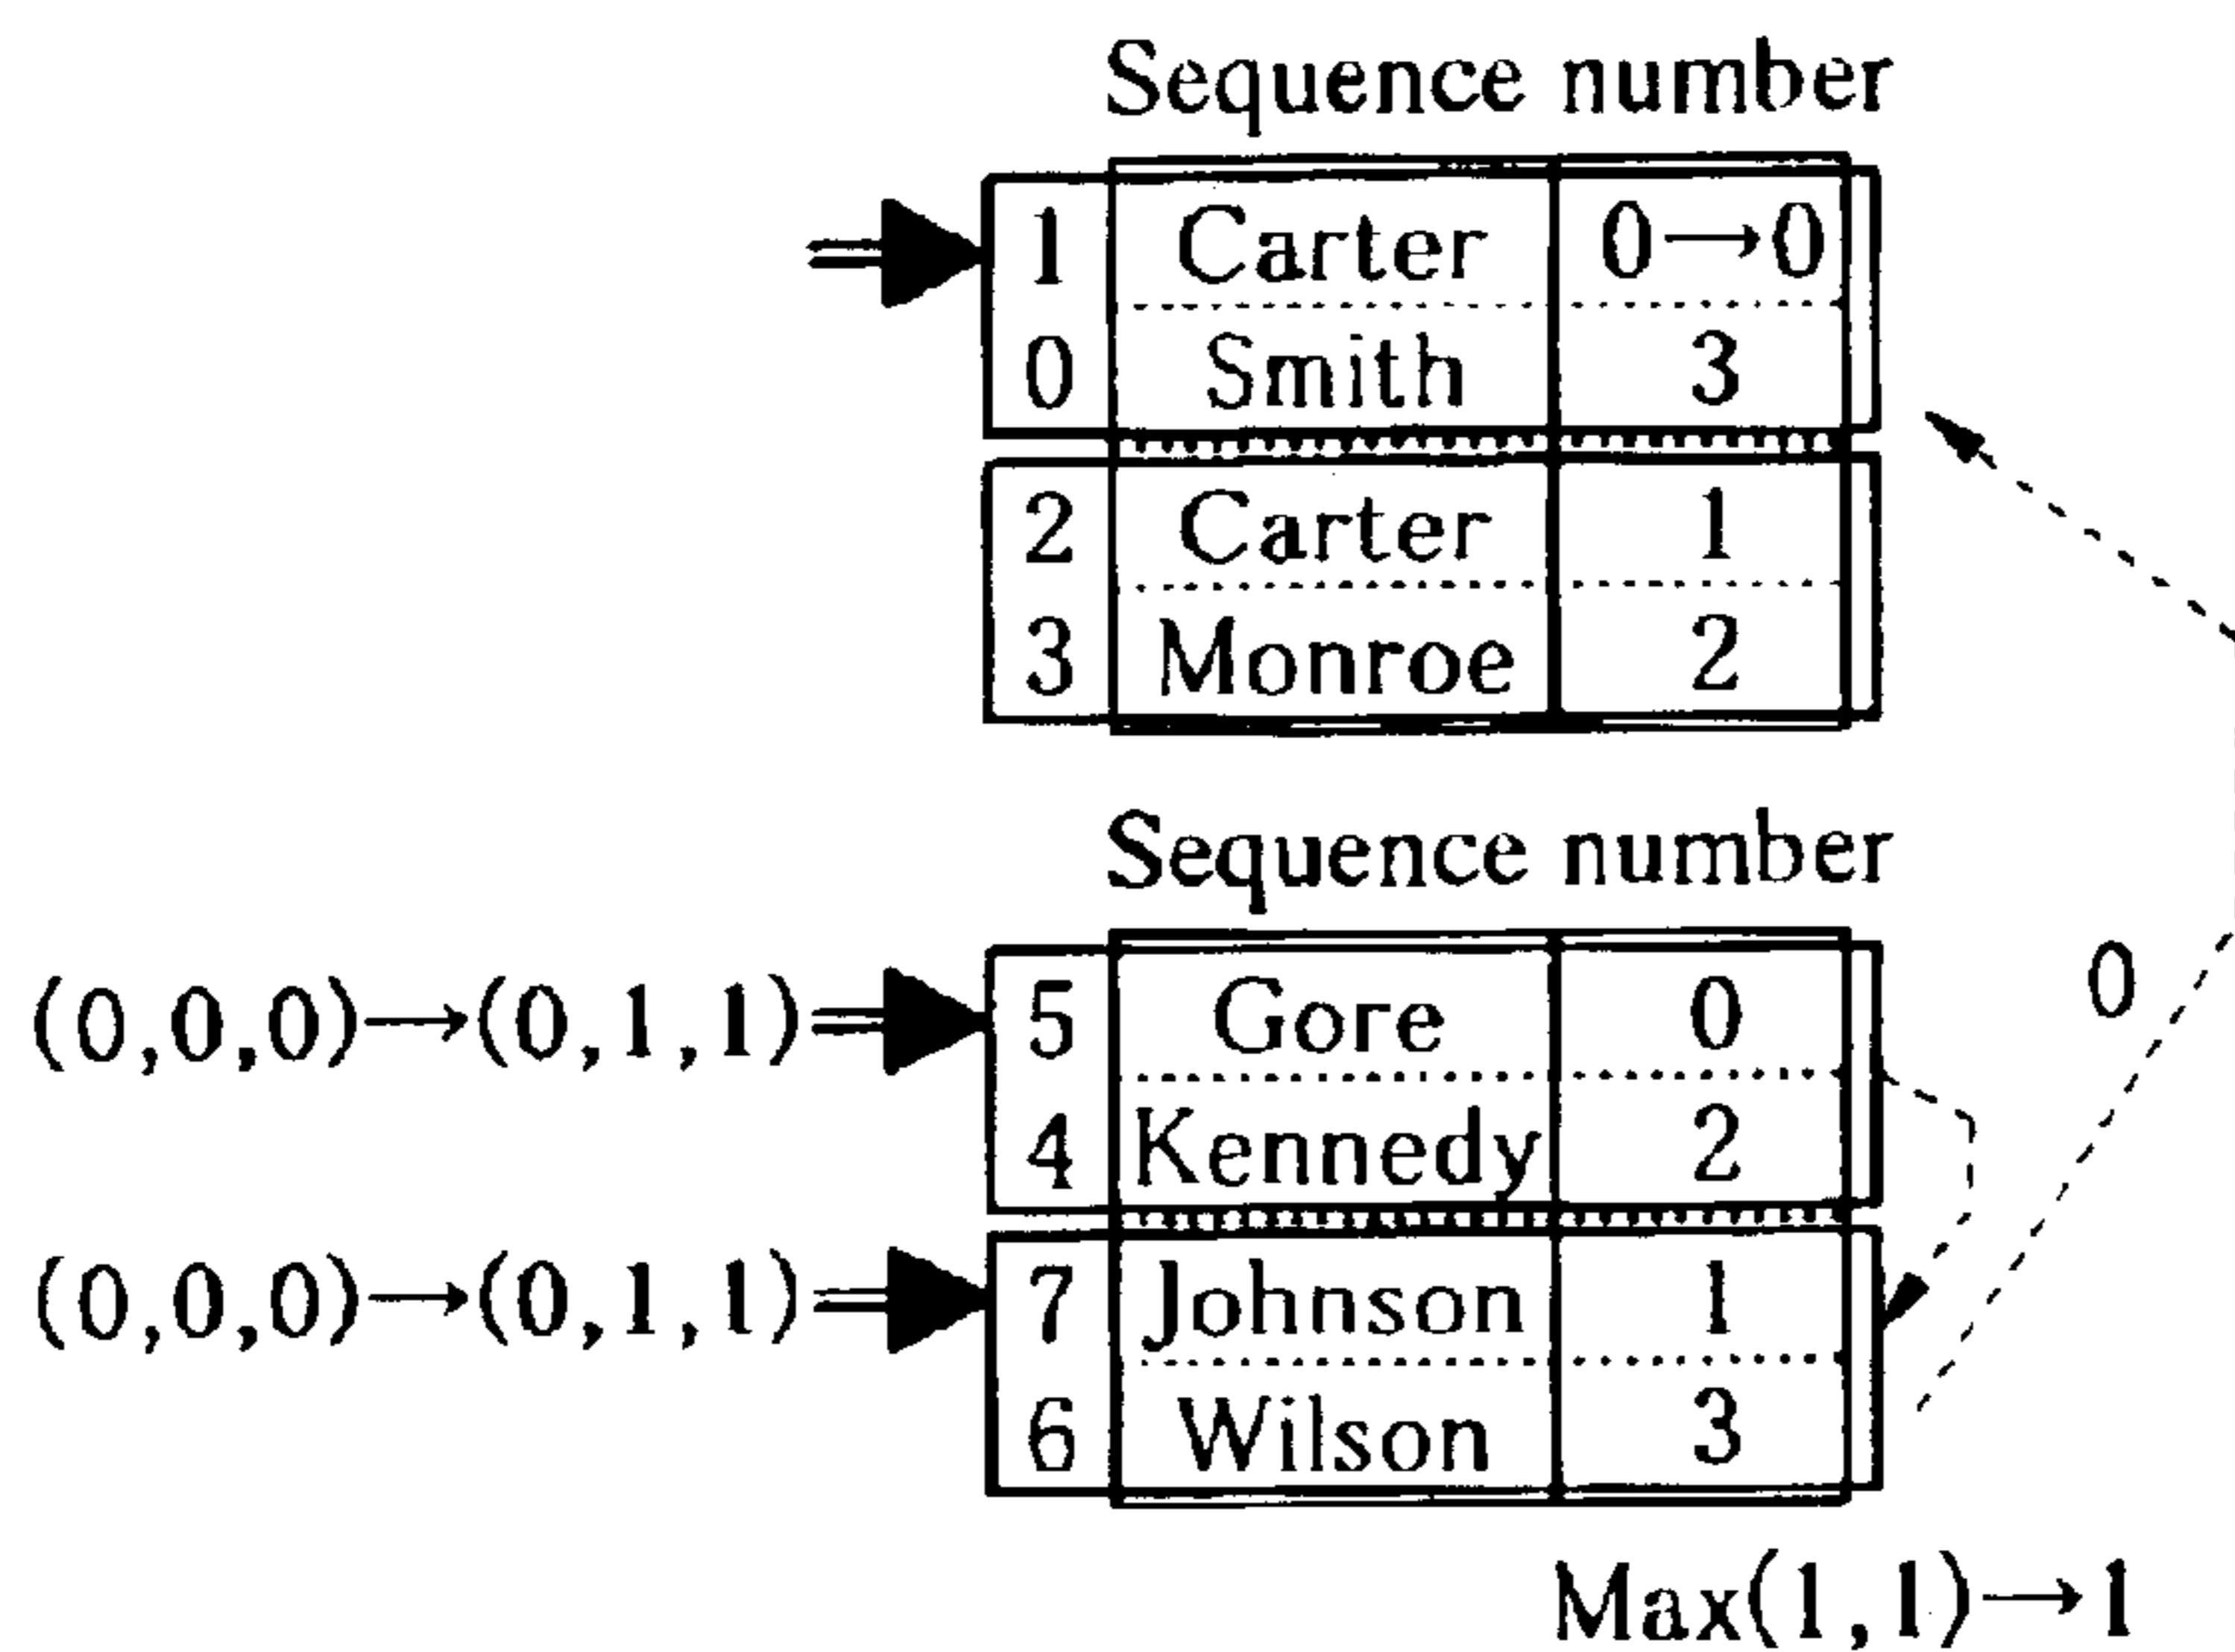 Sequence number
1 Carter 0→0
0 Smith 3
2 Carter 1
3 Monroe 2
Sequence number
(0,0,0)→(0,1,1) 5 Gore 0
0
4 Kennedy 2
(0,0,0)→(0,1,1) 7 Johnson 1
6 Wilson 3
Max(1,1)→1